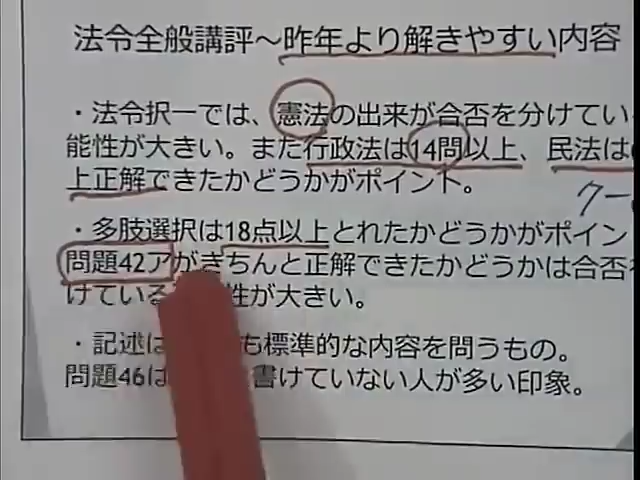 法令全般講評～昨年より解きやすい内容
・法令択一では、憲法の出来が合否を分けてい
能性が大きい。また行政法は14問以上、民法は
上正解できたかどうかがポイント。
クー
・多肢選択は18点以上とれたかどうかがポイン
問題42アがきちんと正解できたかどうかは合否
けている 性が大きい。
・記述は も標準的な内容を問うもの。
問題46は 書けていない人が多い印象。